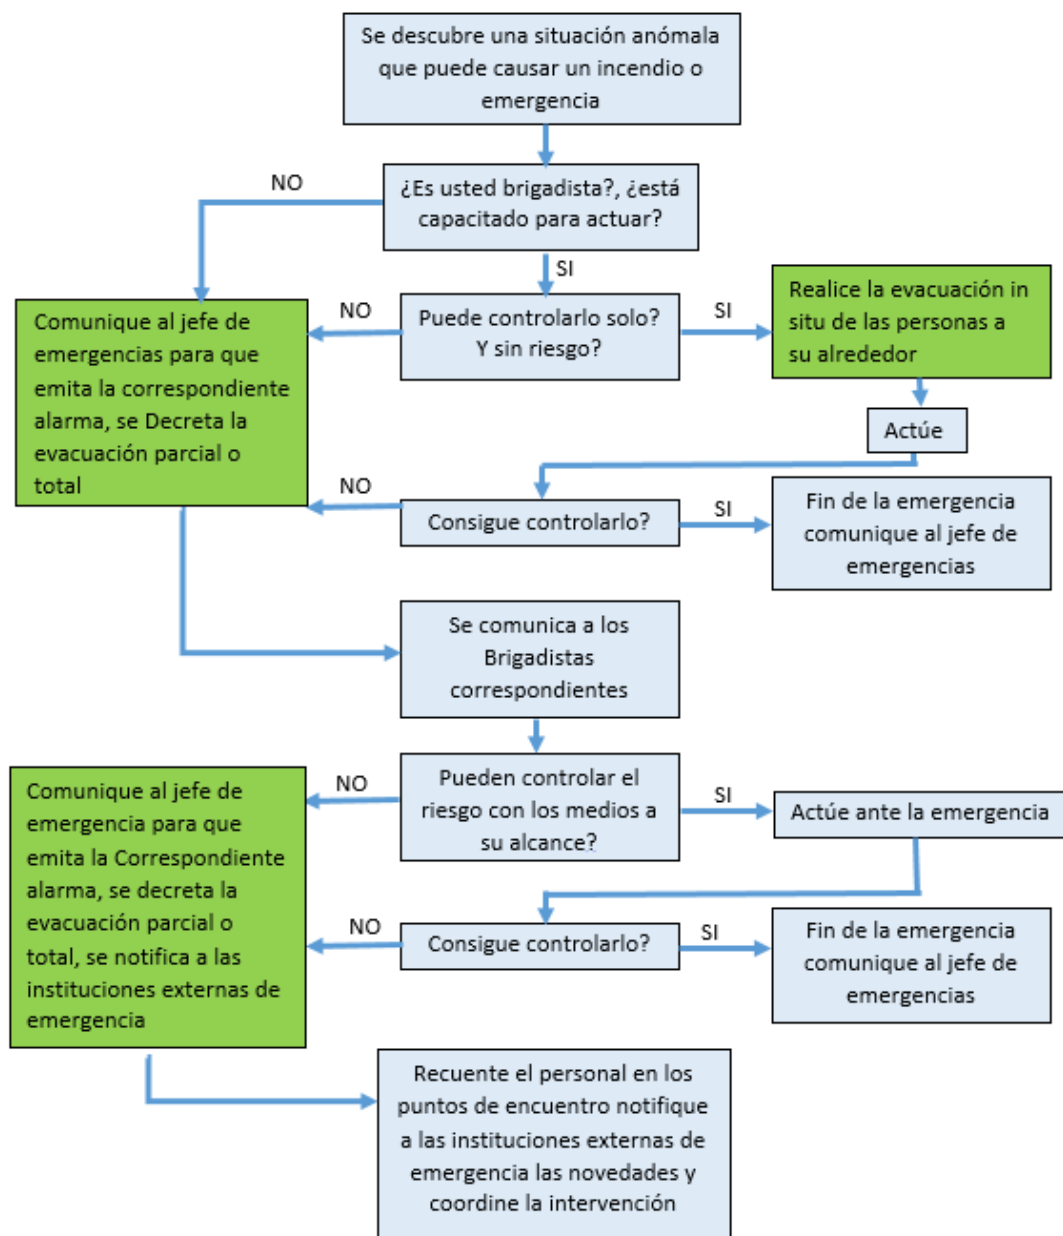 Se descubre una situación anómala
que puede causar un incendio o
emergencia
NO
¿Es usted brigadista?, ¿está
capacitado para actuar?
SI
Comunique al jefe de
emergencias para que
emita la correspondiente
alarma, se Decreta la
evacuación parcial o
total
NO
Puede controlarlo solo?
Y sin riesgo?
SI
Realice la evacuación in
situ de las personas a
su alrededor
Actúe
NO
Consigue controlarlo?
SI
Fin de la emergencia
comunique al jefe de
emergencias
Se comunica a los
Brigadistas
correspondientes
Comunique al jefe de
emergencia para que
emita la Correspondiente
alarma, se decreta la
evacuación parcial o
total, se notifica a las
instituciones externas de
emergencia
NO
Pueden controlar el
riesgo con los medios a
su alcance?
SI
Actúe ante la emergencia
NO
Consigue controlarlo?
SI
Fin de la emergencia
comunique al jefe de
emergencias
Recuente el personal en los
puntos de encuentro notifique
a las instituciones externas de
emergencia las novedades y
coordine la intervención